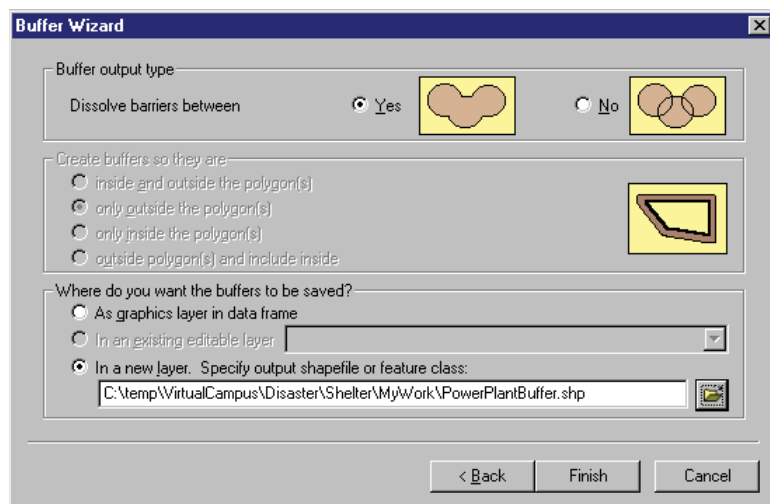 Buffer Wizard
Buffer output type
Dissolve barriers between
Yes
No
Create buffers so they are
inside and outside the polygon(s)
only outside the polygon(s)
only inside the polygon(s)
outside polygon(s) and include inside
Where do you want the buffers to be saved?
As graphics layer in data frame
In an existing editable layer
In a new layer. Specify output shapefile or feature class:
C:\temp\VirtualCampus\Disaster\Shelter\MyWork\PowerPlantBuffer.shp
< Back
Finish
Cancel